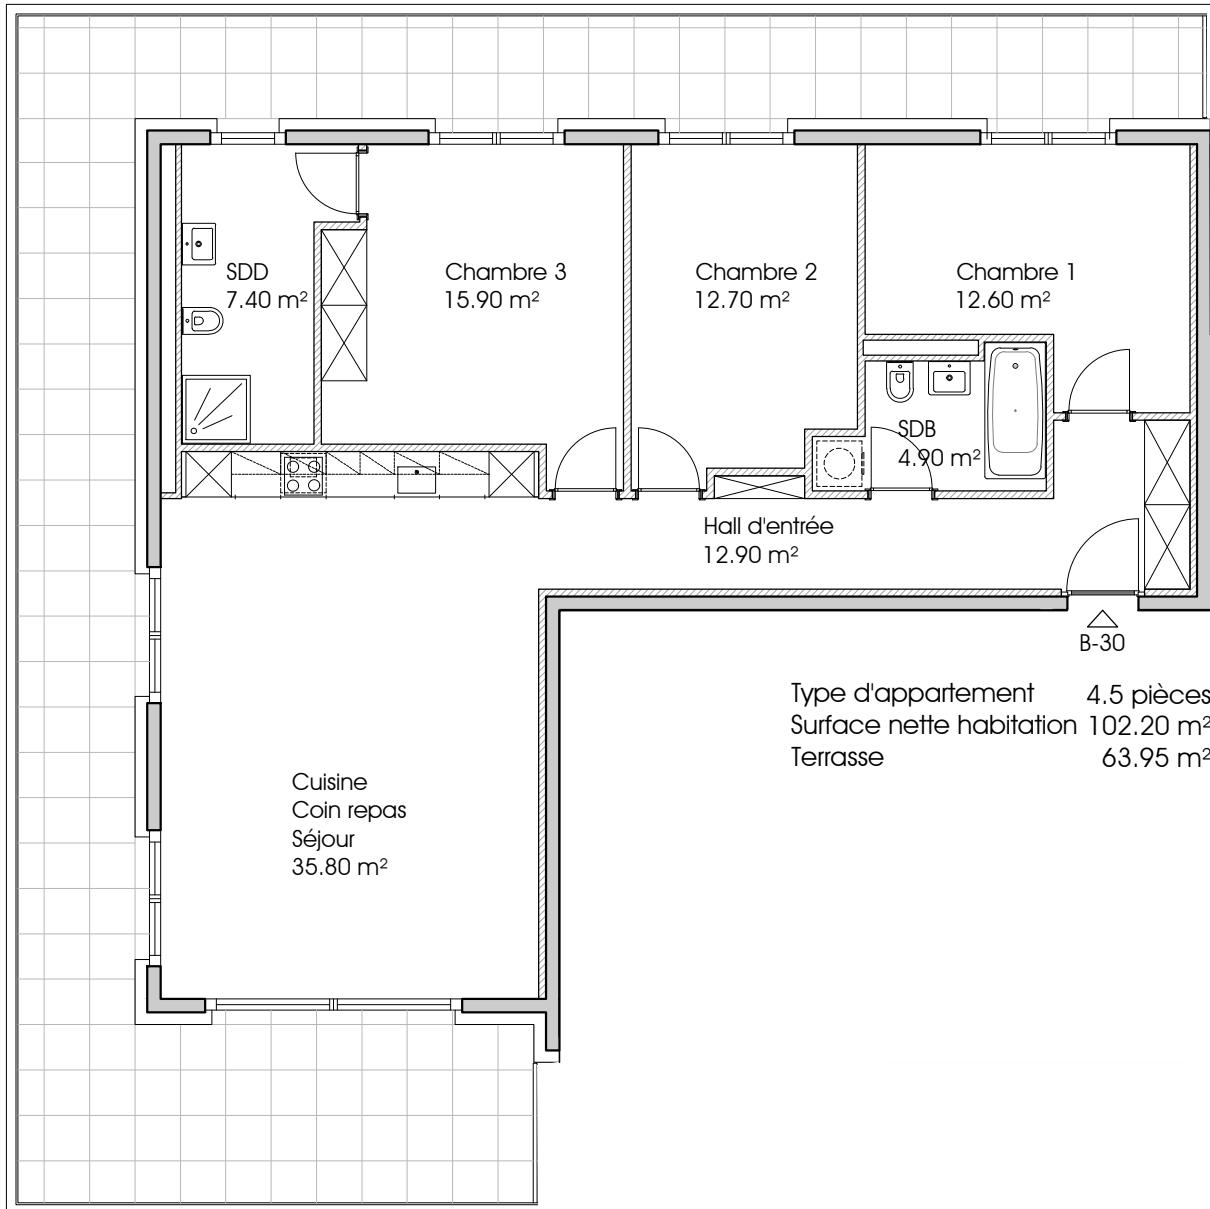 SDD
7.40 m²
Chambre 3
15.90 m²
Chambre 2
12.70 m²
Chambre 1
12.60 m²
SDB
4.90 m²
Hall d'entrée
12.90 m²
B-30
Type d'appartement 4.5 pièces
Surface nette habitation 102.20 m²
Terrasse 63.95 m²
Cuisine
Coin repas
Séjour
35.80 m²